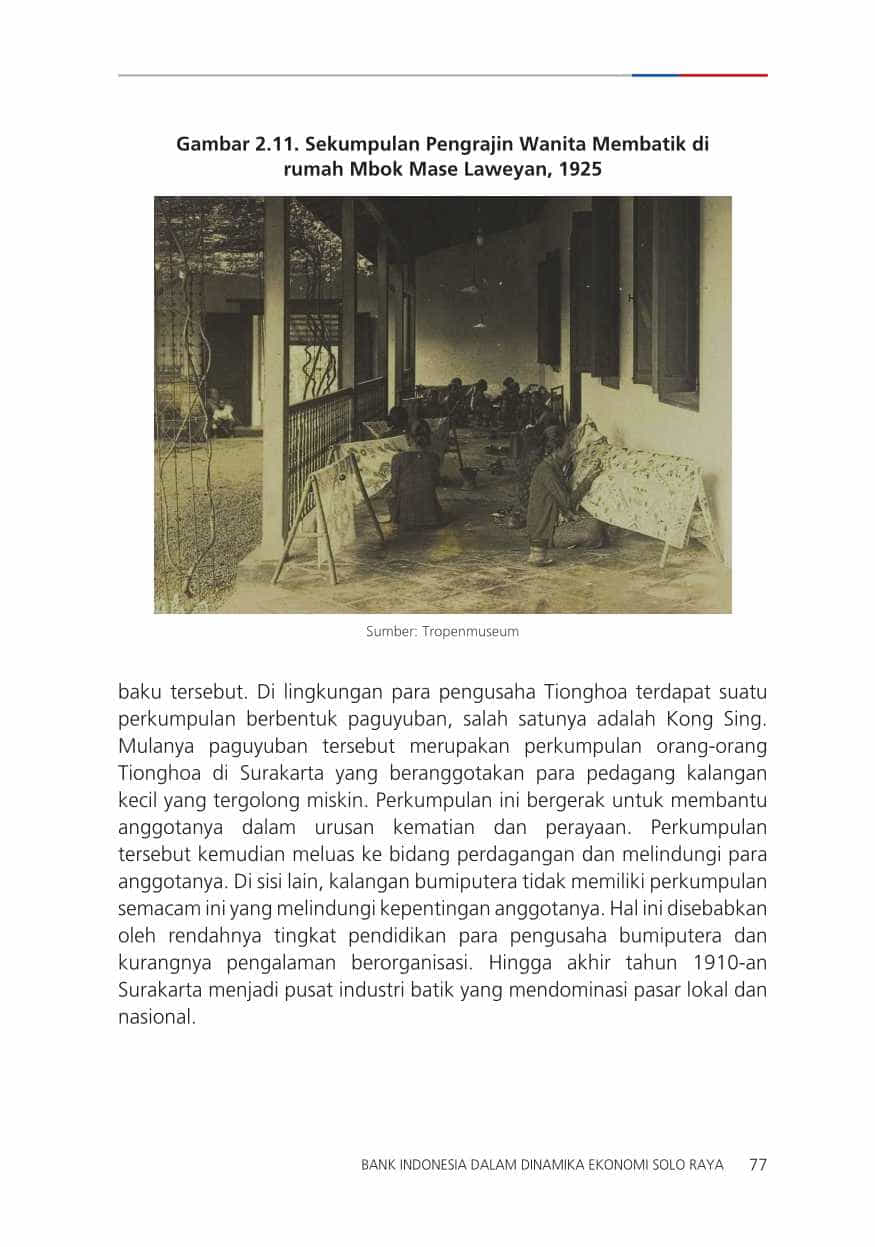 Gambar 2.11. Sekumpulan Pengrajin Wanita Membatik di
rumah Mbok Mase Laweyan, 1925
Sumber: Tropenmuseum
baku tersebut. Di lingkungan para pengusaha Tionghoa terdapat suatu
perkumpulan berbentuk paguyuban, salah satunya adalah Kong Sing.
Mulanya paguyuban tersebut merupakan perkumpulan orang-orang
Tionghoa di Surakarta yang beranggotakan para pedagang kalangan
kecil yang tergolong miskin. Perkumpulan ini bergerak untuk membantu
anggotanya dalam urusan kematian dan perayaan. Perkumpulan
tersebut kemudian meluas ke bidang perdagangan dan melindungi para
anggotanya. Di sisi lain, kalangan bumiputera tidak memiliki perkumpulan
semacam ini yang melindungi kepentingan anggotanya. Hal ini disebabkan
oleh rendahnya tingkat pendidikan para pengusaha bumiputera dan
kurangnya pengalaman berorganisasi. Hingga akhir tahun 1910-an
Surakarta menjadi pusat industri batik yang mendominasi pasar lokal dan
nasional.
BANK INDONESIA DALAM DINAMIKA EKONOMI SOLO RAYA 77